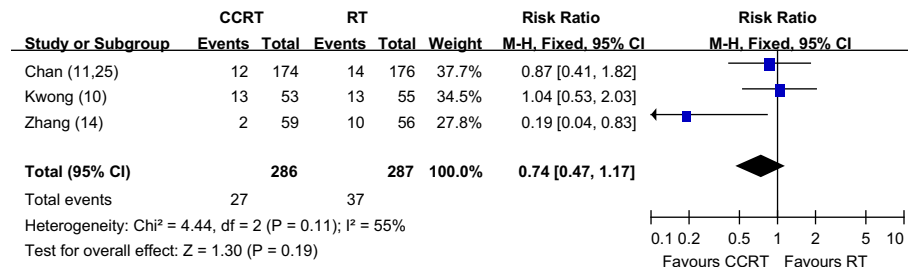 CCRT RT Risk Ratio Risk Ratio
Study or Subgroup Events Total Events Total Weight M-H, Fixed, 95% CI M-H, Fixed, 95% CI
Chan (11,25) 12 174 14 176 37.7% 0.87 [0.41, 1.82]
Kwong (10) 13 53 13 55 34.5% 1.04 [0.53, 2.03]
Zhang (14) 2 59 10 56 27.8% 0.19 [0.04, 0.83]
Total (95% CI) 286 287 100.0% 0.74 [0.47, 1.17]
Total events 27 37
Heterogeneity: Chi² = 4.44, df = 2 (P = 0.11); I² = 55%
Test for overall effect: Z = 1.30 (P = 0.19)
0.1 0.2 0.5 1 2 5 10
Favours CCRT Favours RT